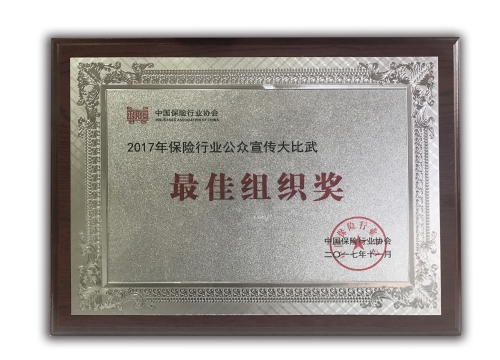 中国保险行业协会
INSURANCE ASSOCIATION OF CHINA
2017年保险行业公众宣传大比武
最佳组织奖
中国保险行业协会
二〇一七年十一月